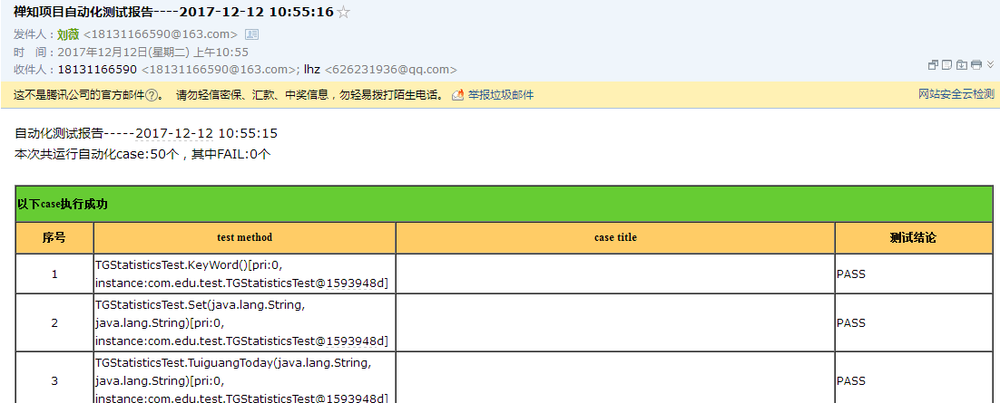 禅知项目自动化测试报告----2017-12-12 10:55:16
发件人：刘薇 <18131166590@163.com>
时 间：2017年12月12日(星期二) 上午10:55
收件人：18131166590 <18131166590@163.com>; lhz <626231936@qq.com>
这不是腾讯公司的官方邮件?。 请勿轻信密保、汇款、中奖信息，勿轻易拨打陌生电话。 举报垃圾邮件 网站安全云检测
自动化测试报告-----2017-12-12 10:55:15
本次共运行自动化case:50个，其中FAIL:0个
以下case执行成功
序号 test method case title 测试结论
1 TGStatisticsTest.KeyWord()[pri:0, PASS
instance:com.edu.test.TGStatisticsTest@1593948d]
2 TGStatisticsTest.Set(java.lang.String, PASS
java.lang.String)[pri:0,
instance:com.edu.test.TGStatisticsTest@1593948d]
3 TGStatisticsTest.TuiguangToday(java.lang.String, PASS
java.lang.String)[pri:0,
instance:com.edu.test.TGStatisticsTest@1593948d]